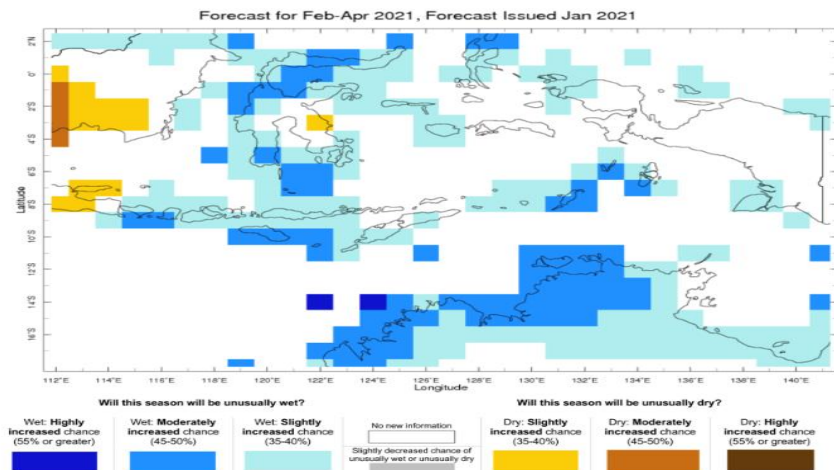 Forecast for Feb-Apr 2021, Forecast Issued Jan 2021
2°N
0°
2°S
4°S
6°S
8°S
10°S
12°S
14°S
16°S
Latitude
112°E 114°E 116°E 118°E 120°E 122°E 124°E 126°E 128°E 130°E 132°E 134°E 136°E 138°E 140°E
Longitude
Will this season will be unusually wet? Will this season will be unusually dry?
Wet: Highly
increased chance
(55% or greater)
Wet: Moderately
increased chance
(45-50%)
Wet: Slightly
increased chance
(35-40%)
No new information
Slightly decreased chance of
unusually wet or unusually dry
Dry: Slightly
increased chance
(35-40%)
Dry: Moderately
increased chance
(45-50%)
Dry: Highly
increased chance
(55% or greater)